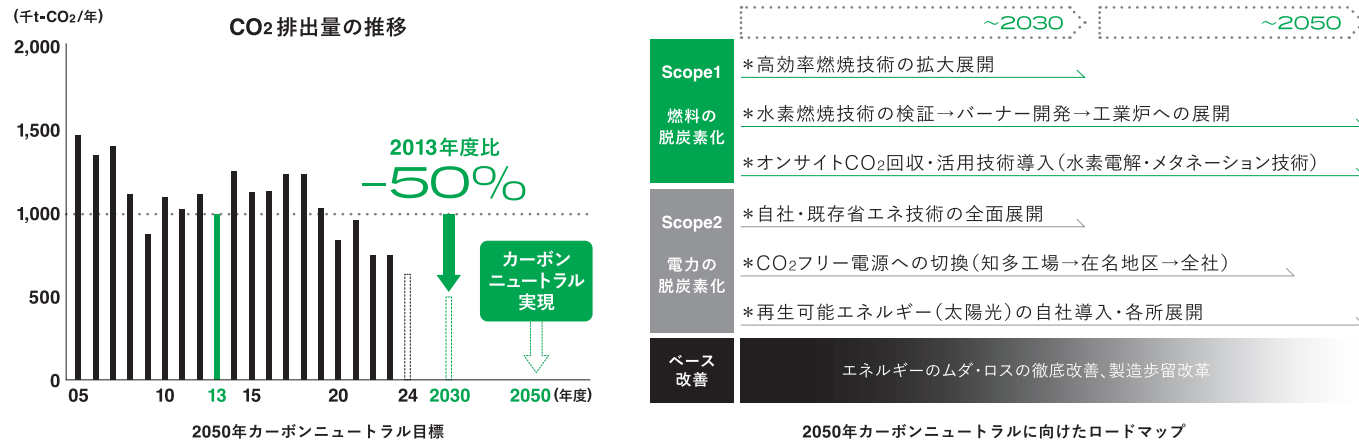 (千t-CO2/年)
CO2排出量の推移
2,000
1,500
1,000
500
0
2013年度比
−50%
カーボン
ニュートラル
実現
05
10
13
15
20
24
2030
2050
(年度)
2050年カーボンニュートラル目標
~2030
~2050
Scope1
燃料の
脱炭素化
*高効率燃焼技術の拡大展開
*水素燃焼技術の検証→バーナー開発→工業炉への展開
*オンサイトCO2回収・活用技術導入(水素電解・メタネーション技術)
Scope2
電力の
脱炭素化
*自社・既存省エネ技術の全面展開
*CO2フリー電源への切換(知多工場→在名地区→全社)
*再生可能エネルギー(太陽光)の自社導入・各所展開
ベース
改善
エネルギーのムダ・ロスの徹底改善、製造歩留改革
2050年カーボンニュートラルに向けたロードマップ